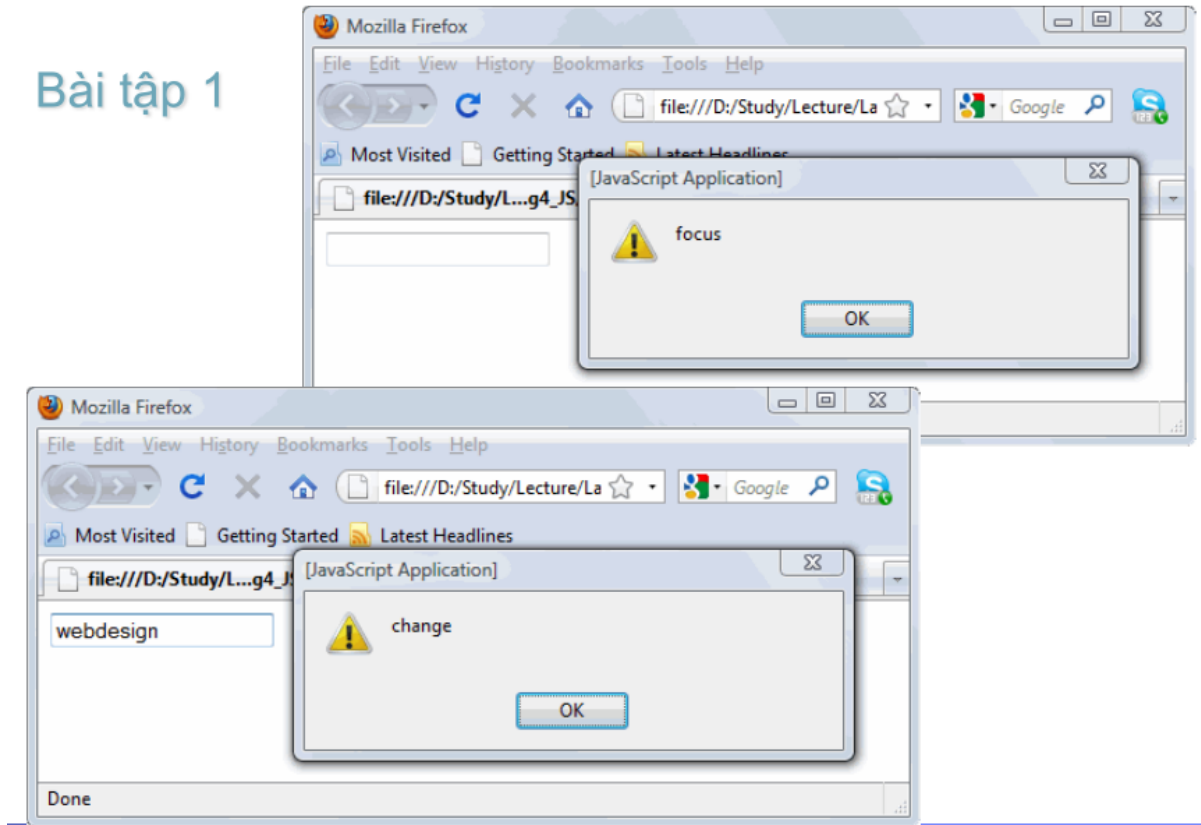 Bài tập 1
Mozilla Firefox
File Edit View History Bookmarks Tools Help
file:///D:/Study/Lecture/La
Google
Most Visited Getting Started Latest Headlines
file:///D:/Study/L...g4_JS
[JavaScript Application]
focus
OK
Mozilla Firefox
File Edit View History Bookmarks Tools Help
file:///D:/Study/Lecture/La
Google
Most Visited Getting Started Latest Headlines
file:///D:/Study/L...g4_J
[JavaScript Application]
webdesign
change
OK
Done